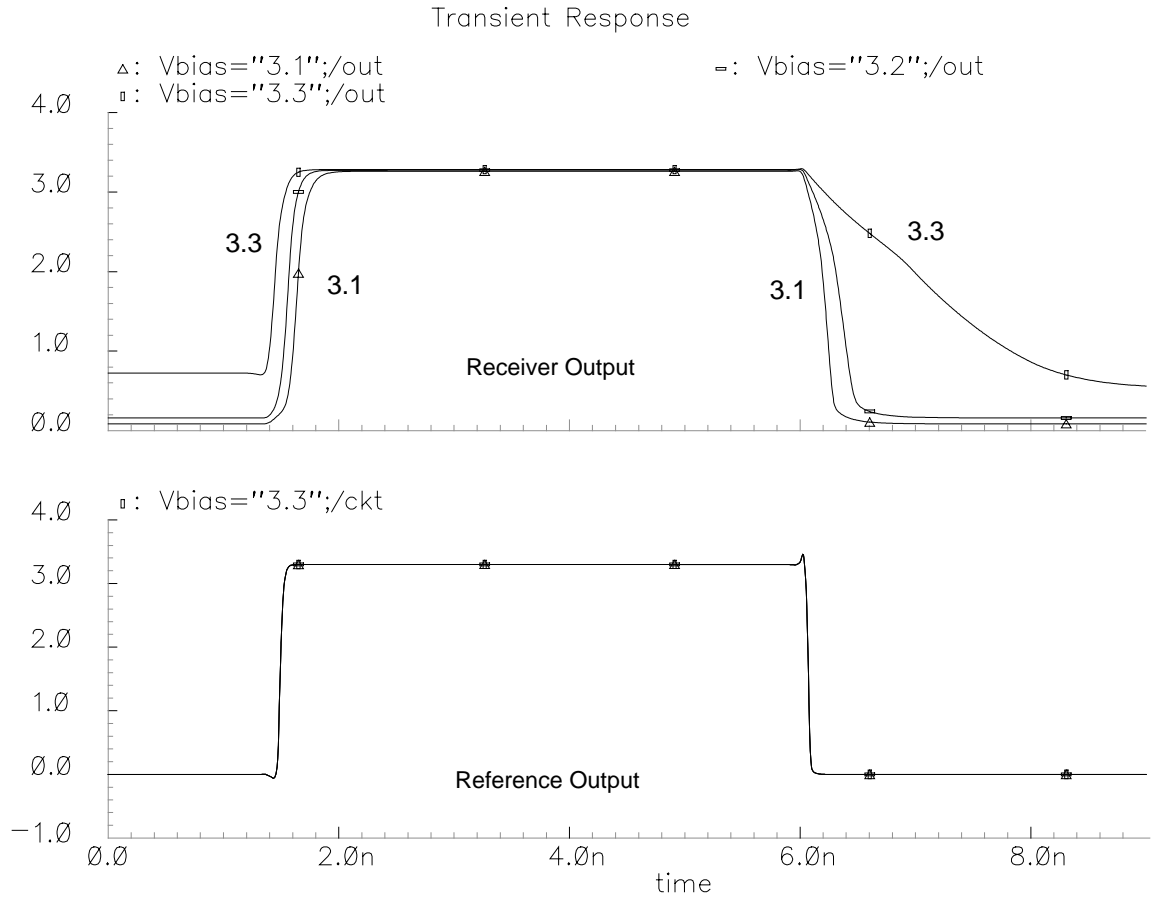 Transient Response
▵: Vbias="3.1";/out
▭: Vbias="3.2";/out
▯: Vbias="3.3";/out
4.0
3.0
2.0
1.0
0.0
3.3
3.1
3.1
3.3
Receiver Output
▯: Vbias="3.3";/ckt
4.0
3.0
2.0
1.0
0.0
-1.0
Reference Output
0.0
2.0n
4.0n
6.0n
8.0n
time